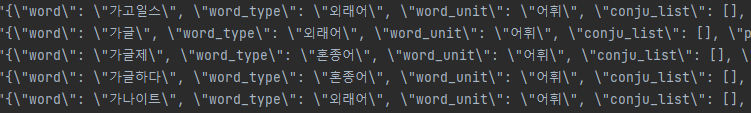 "{\"word\": \"가고일스\", \"word_type\": \"외래어\", \"word_unit\": \"어휘\", \"conju_list\": [],
"{\"word\": \"가글\", \"word_type\": \"외래어\", \"word_unit\": \"어휘\", \"conju_list\": [], \"p
"{\"word\": \"가글제\", \"word_type\": \"혼종어\", \"word_unit\": \"어휘\", \"conju_list\": [], \
"{\"word\": \"가글하다\", \"word_type\": \"혼종어\", \"word_unit\": \"어휘\", \"conju_list\": [],
"{\"word\": \"가나이트\", \"word_type\": \"외래어\", \"word_unit\": \"어휘\", \"conju_list\": [],